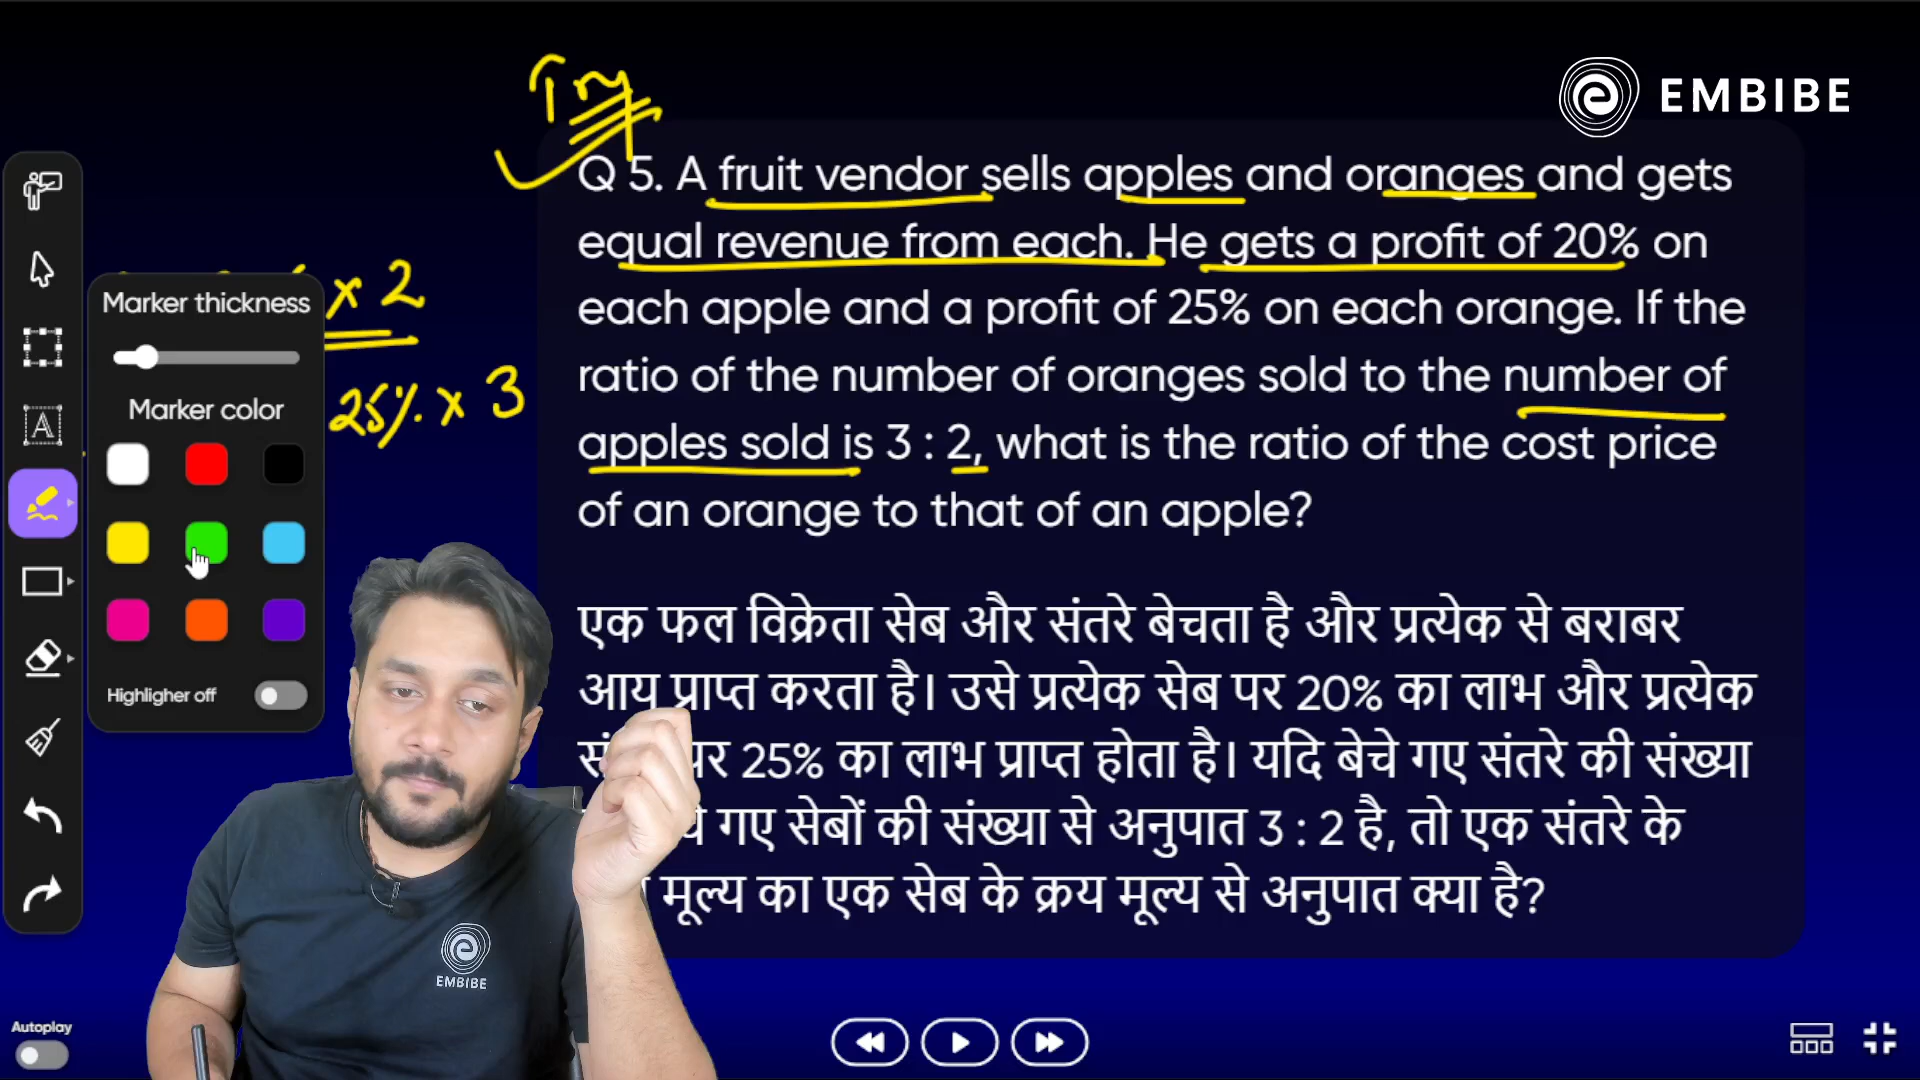 Try
EMBIBE
Q 5. A fruit vendor sells apples and oranges and gets
equal revenue from each. He gets a profit of 20% on
each apple and a profit of 25% on each orange. If the
ratio of the number of oranges sold to the number of
apples sold is 3 : 2, what is the ratio of the cost price
of an orange to that of an apple?
x 2
25% x 3
Marker thickness
Marker color
Highligher off
एक फल विक्रेता सेब और संतरे बेचता है और प्रत्येक से बराबर
आय प्राप्त करता है। उसे प्रत्येक सेब पर 20% का लाभ और प्रत्येक
पर 25% का लाभ प्राप्त होता है। यदि बेचे गए संतरे की संख्या
गए सेबों की संख्या से अनुपात 3 : 2 है, तो एक संतरे के
मूल्य का एक सेब के क्रय मूल्य से अनुपात क्या है?
EMBIBE
Autoplay